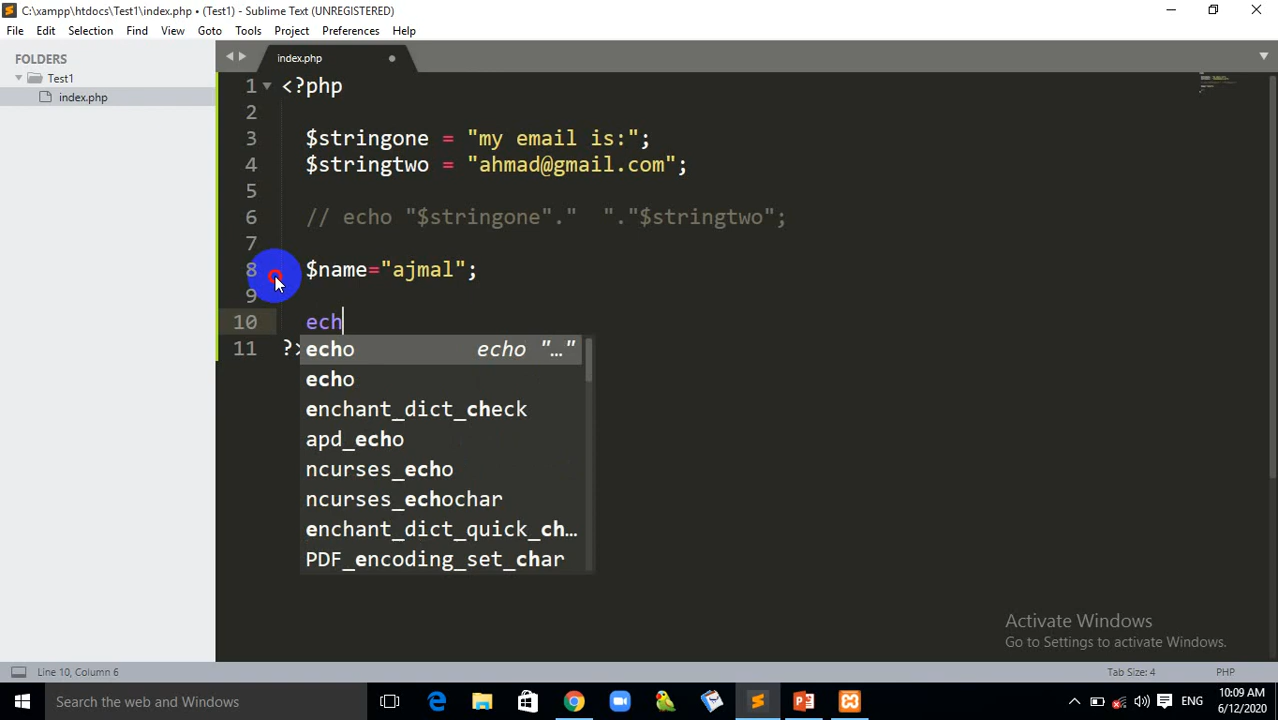 C:\xampp\htdocs\Test1\index.php • (Test1) - Sublime Text (UNREGISTERED)
File Edit Selection Find View Goto Tools Project Preferences Help
FOLDERS
Test1
index.php
index.php
1 <?php
2
3 $stringone = "my email is:";
4 $stringtwo = "ahmad@gmail.com";
5
6 // echo "$stringone"."  "."$stringtwo";
7
8 $name="ajmal";
9
10 ech
11 ?>
echo echo "…"
echo
enchant_dict_check
apd_echo
ncurses_echo
ncurses_echochar
enchant_dict_quick_ch…
PDF_encoding_set_char
Activate Windows
Go to Settings to activate Windows.
Line 10, Column 6 Tab Size: 4 PHP
Search the web and Windows
ENG
10:09 AM
6/12/2020